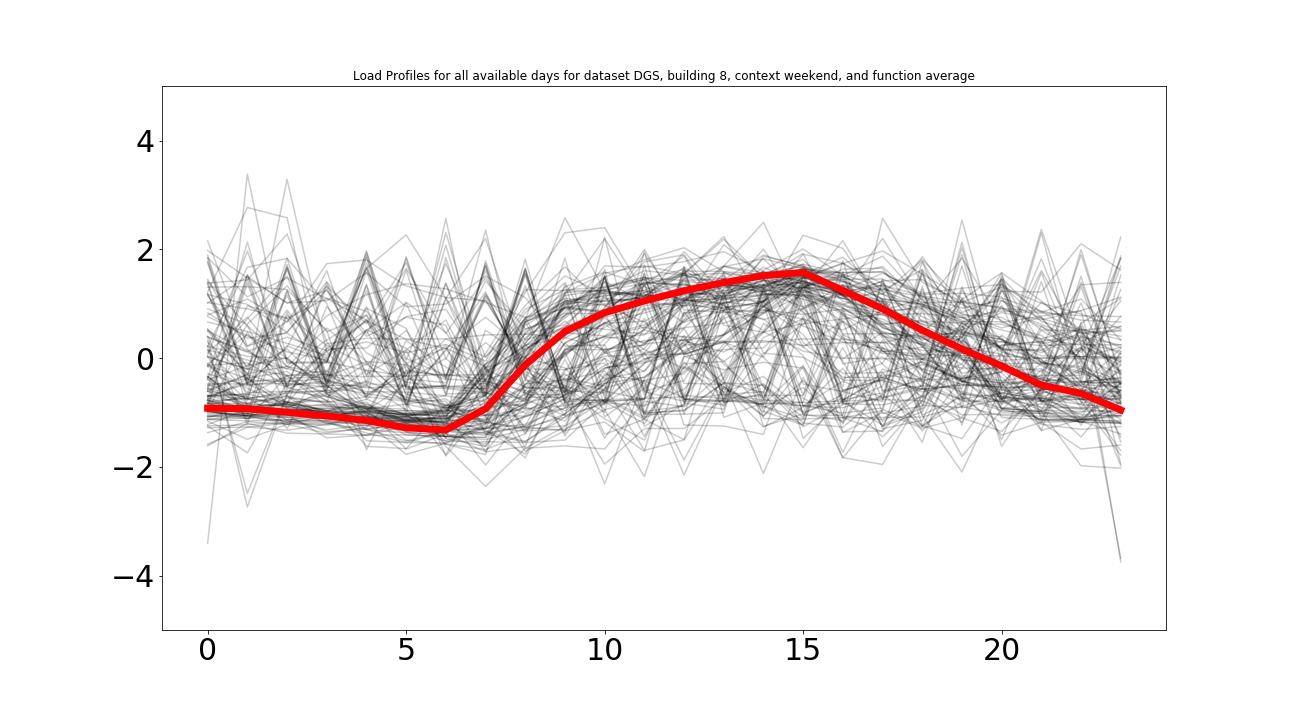 Load Profiles for all available days for dataset DGS, building 8, context weekend, and function average
4
2
0
−2
−4
0 5 10 15 20